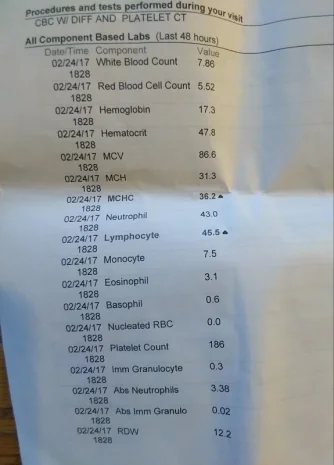 Procedures and tests performed during your visit
CBC W/ DIFF AND PLATELET CT
All Component Based Labs (Last 48 hours)
Date/Time Component Value
02/24/17 White Blood Count 7.86
1828
02/24/17 Red Blood Cell Count 5.52
1828
02/24/17 Hemoglobin 17.3
1828
02/24/17 Hematocrit 47.8
1828
02/24/17 MCV 86.6
1828
02/24/17 MCH 31.3
1828
02/24/17 MCHC 36.2 ▲
1828
02/24/17 Neutrophil 43.0
1828
02/24/17 Lymphocyte 45.5 ▲
1828
02/24/17 Monocyte 7.5
1828
02/24/17 Eosinophil 3.1
1828
02/24/17 Basophil 0.6
1828
02/24/17 Nucleated RBC 0.0
1828
02/24/17 Platelet Count 186
1828
02/24/17 Imm Granulocyte 0.3
1828
02/24/17 Abs Neutrophils 3.38
1828
02/24/17 Abs Imm Granulo 0.02
1828
02/24/17 RDW 12.2
1828